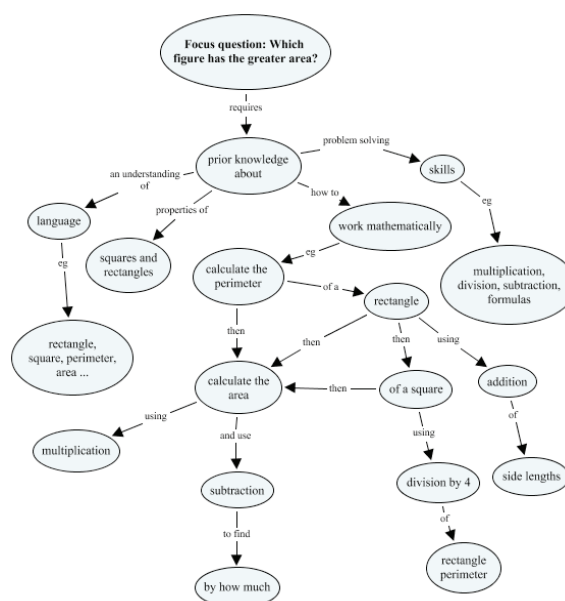 Focus question: Which
figure has the greater area?
requires
prior knowledge
about
problem solving
skills
an understanding
of
properties of
how to
eg
language
work mathematically
squares and
rectangles
eg
eg
multiplication,
division, subtraction,
formulas
calculate the
perimeter
of a
rectangle
rectangle,
square, perimeter,
area ...
then
then
then
using
calculate the
area
then
of a square
addition
using
and use
using
of
multiplication
subtraction
division by 4
side lengths
to find
of
by how much
rectangle
perimeter